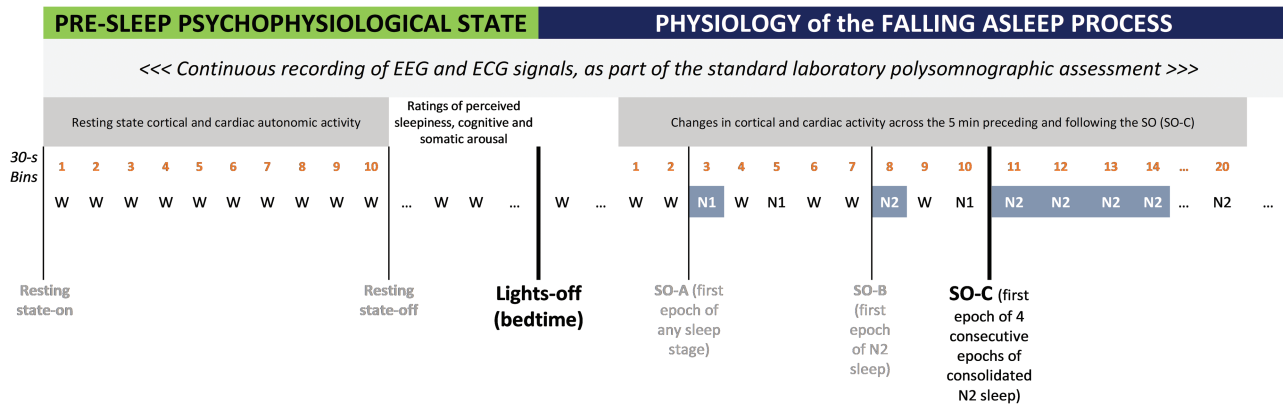 PRE-SLEEP PSYCHOPHYSIOLOGICAL STATE
PHYSIOLOGY of the FALLING ASLEEP PROCESS
<<< Continuous recording of EEG and ECG signals, as part of the standard laboratory polysomnographic assessment >>>
Resting state cortical and cardiac autonomic activity
Ratings of perceived
sleepiness, cognitive and
somatic arousal
Changes in cortical and cardiac activity across the 5 min preceding and following the SO (SO-C)
30-s
Bins
1 2 3 4 5 6 7 8 9 10 1 2 3 4 5 6 7 8 9 10 11 12 13 14 ... 20
W W W W W W W W W W ... W W ... W ... W W N1 W N1 W W N2 W N1 N2 N2 N2 N2 ... N2 ...
Resting
state-on
Resting
state-off
Lights-off
(bedtime)
SO-A (first
epoch of
any sleep
stage)
SO-B
(first
epoch
of N2
sleep)
SO-C (first
epoch of 4
consecutive
epochs of
consolidated
N2 sleep)